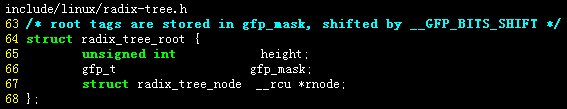 include/linux/radix-tree.h
63 /* root tags are stored in gfp_mask, shifted by __GFP_BITS_SHIFT */
64 struct radix_tree_root {
65 unsigned int height;
66 gfp_t gfp_mask;
67 struct radix_tree_node __rcu *rnode;
68 };